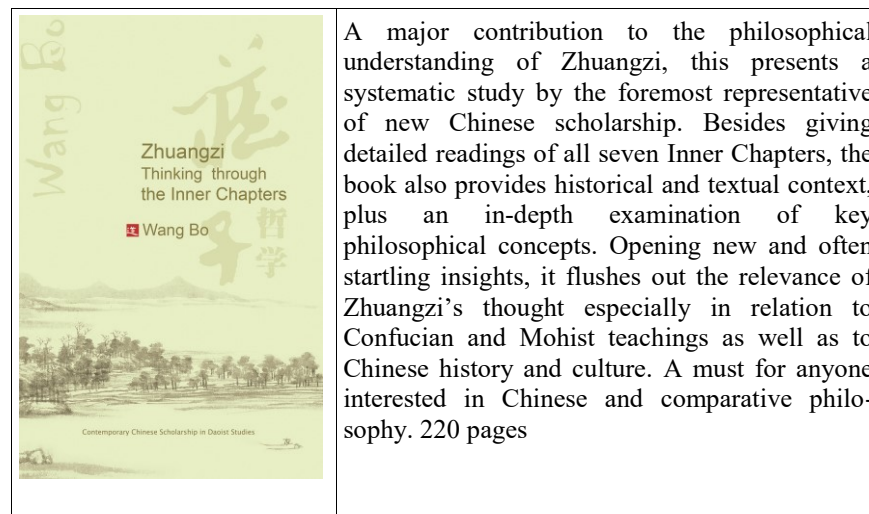 Wang Bo
Zhuangzi
Thinking through
the Inner Chapters
Wang Bo
哲学
Contemporary Chinese Scholarship in Daoist Studies
A major contribution to the philosophical
understanding of Zhuangzi, this presents a
systematic study by the foremost representative
of new Chinese scholarship. Besides giving
detailed readings of all seven Inner Chapters, the
book also provides historical and textual context,
plus an in-depth examination of key
philosophical concepts. Opening new and often
startling insights, it flushes out the relevance of
Zhuangzi’s thought especially in relation to
Confucian and Mohist teachings as well as to
Chinese history and culture. A must for anyone
interested in Chinese and comparative philo-
sophy. 220 pages